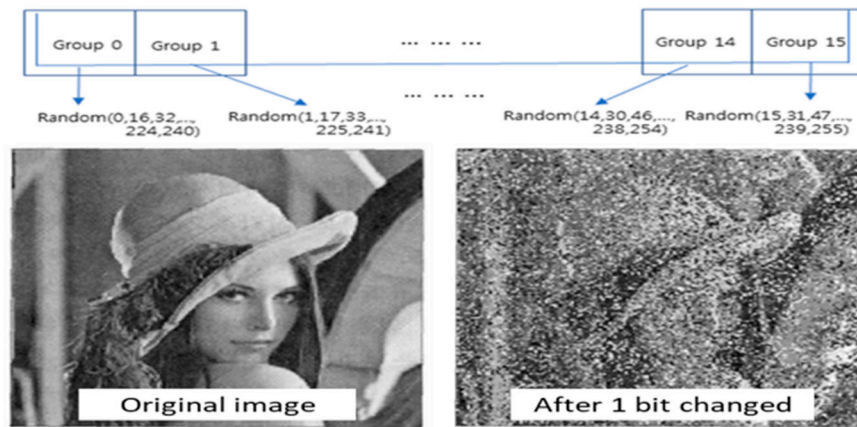 Group 0 Group 1 ... ... ... Group 14 Group 15
... ... ...
Random(0,16,32,..,
224,240)
Random(1,17,33,...,
225,241)
Random(14,30,46,...,
238,254)
Random(15,31,47,...,
239,255)
Original image
After 1 bit changed